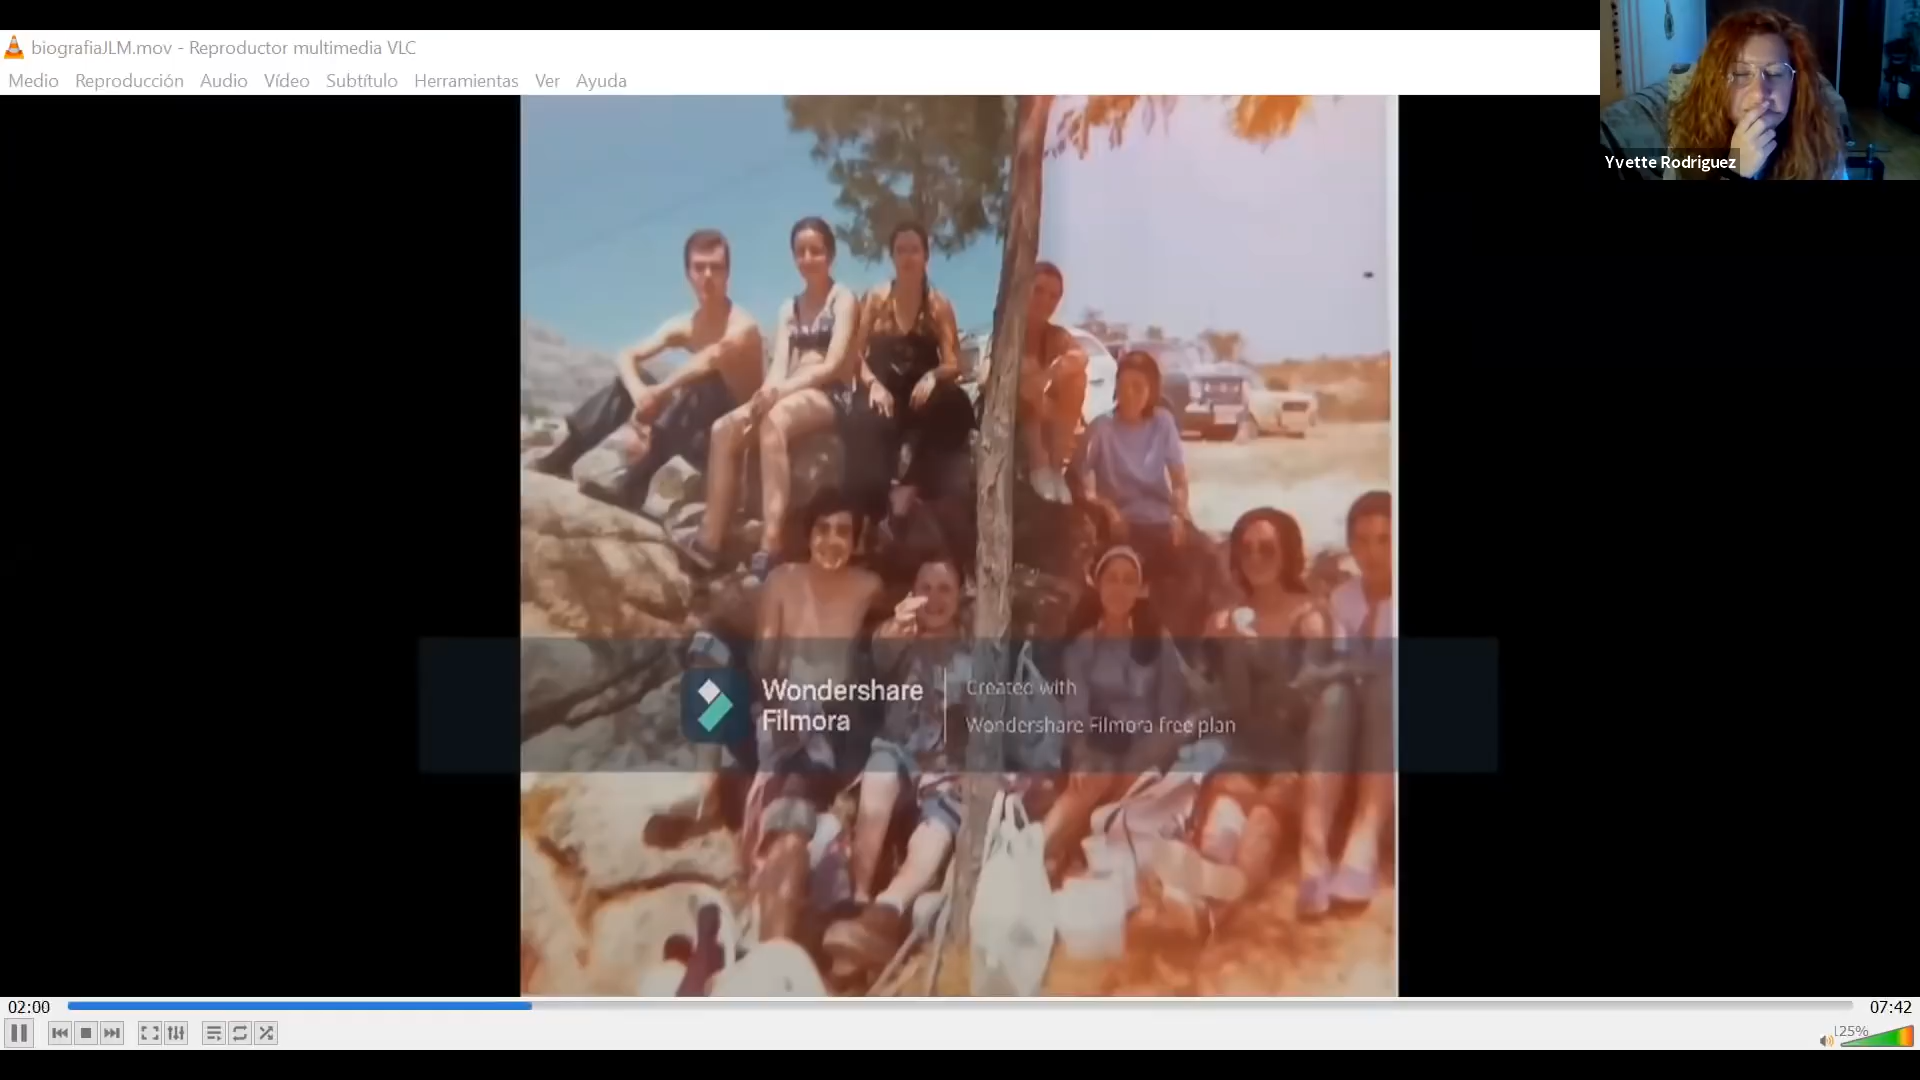 biografiaJLM.mov - Reproductor multimedia VLC
Medio Reproducción Audio Vídeo Subtítulo Herramientas Ver Ayuda
Yvette Rodriguez
Wondershare
Filmora
Created with
Wondershare Filmora free plan
02:00
07:42
125%